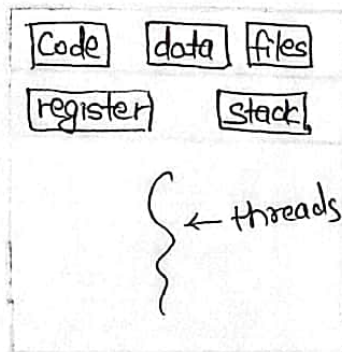 Code data files
register stack
← threads